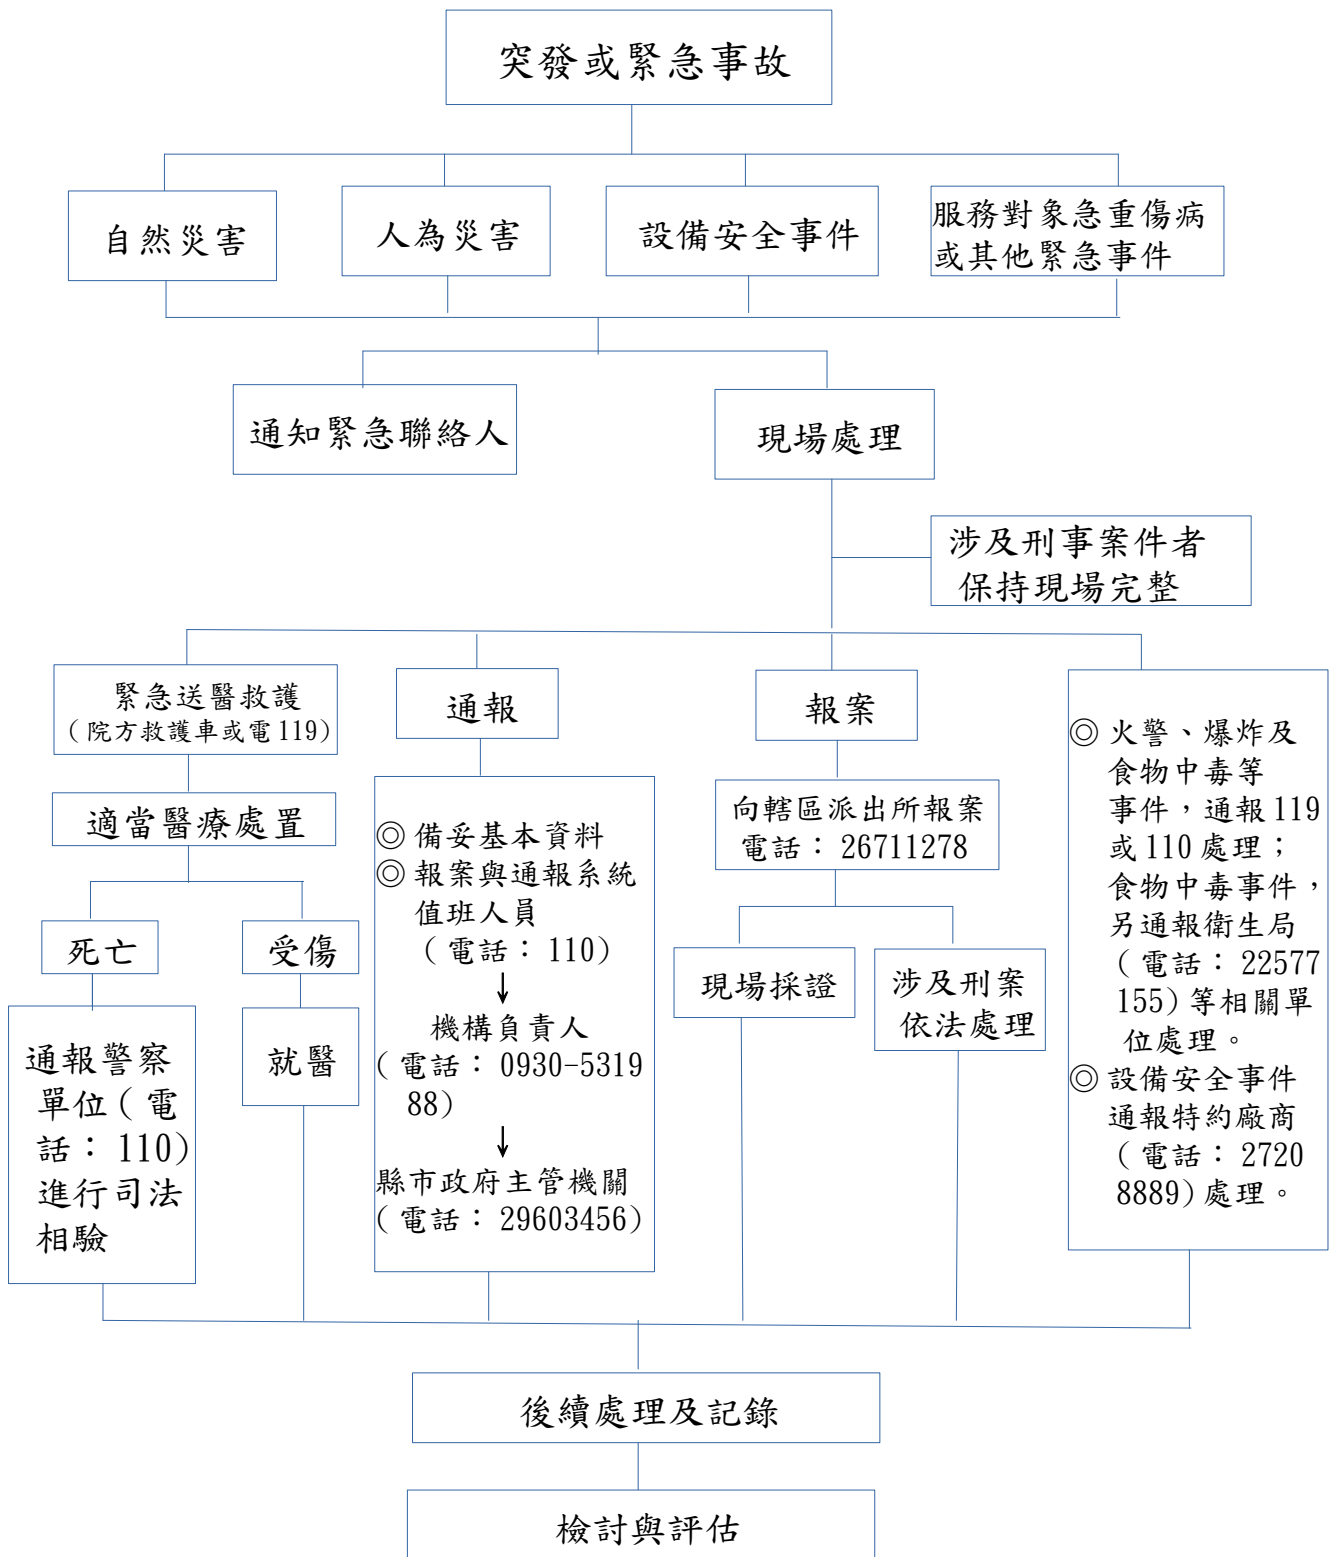 突發或緊急事故
自然災害
人為災害
設備安全事件
服務對象急重傷病
或其他緊急事件
通知緊急聯絡人
現場處理
涉及刑事案件者
保持現場完整
緊急送醫救護
(院方救護車或電119)
適當醫療處置
死亡
受傷
通報警察
單位(電
話:110)
進行司法
相驗
就醫
通報
◎備妥基本資料
◎報案與通報系統
值班人員
(電話:110)
↓
機構負責人
(電話:0930-5319
88)
↓
縣市政府主管機關
(電話:29603456)
報案
向轄區派出所報案
電話:26711278
現場採證
涉及刑案
依法處理
◎火警、爆炸及
食物中毒等
事件,通報119
或110處理;
食物中毒事件,
另通報衛生局
(電話:22577
155)等相關單
位處理。
◎設備安全事件
通報特約廠商
(電話:2720
8889)處理。
後續處理及記錄
檢討與評估